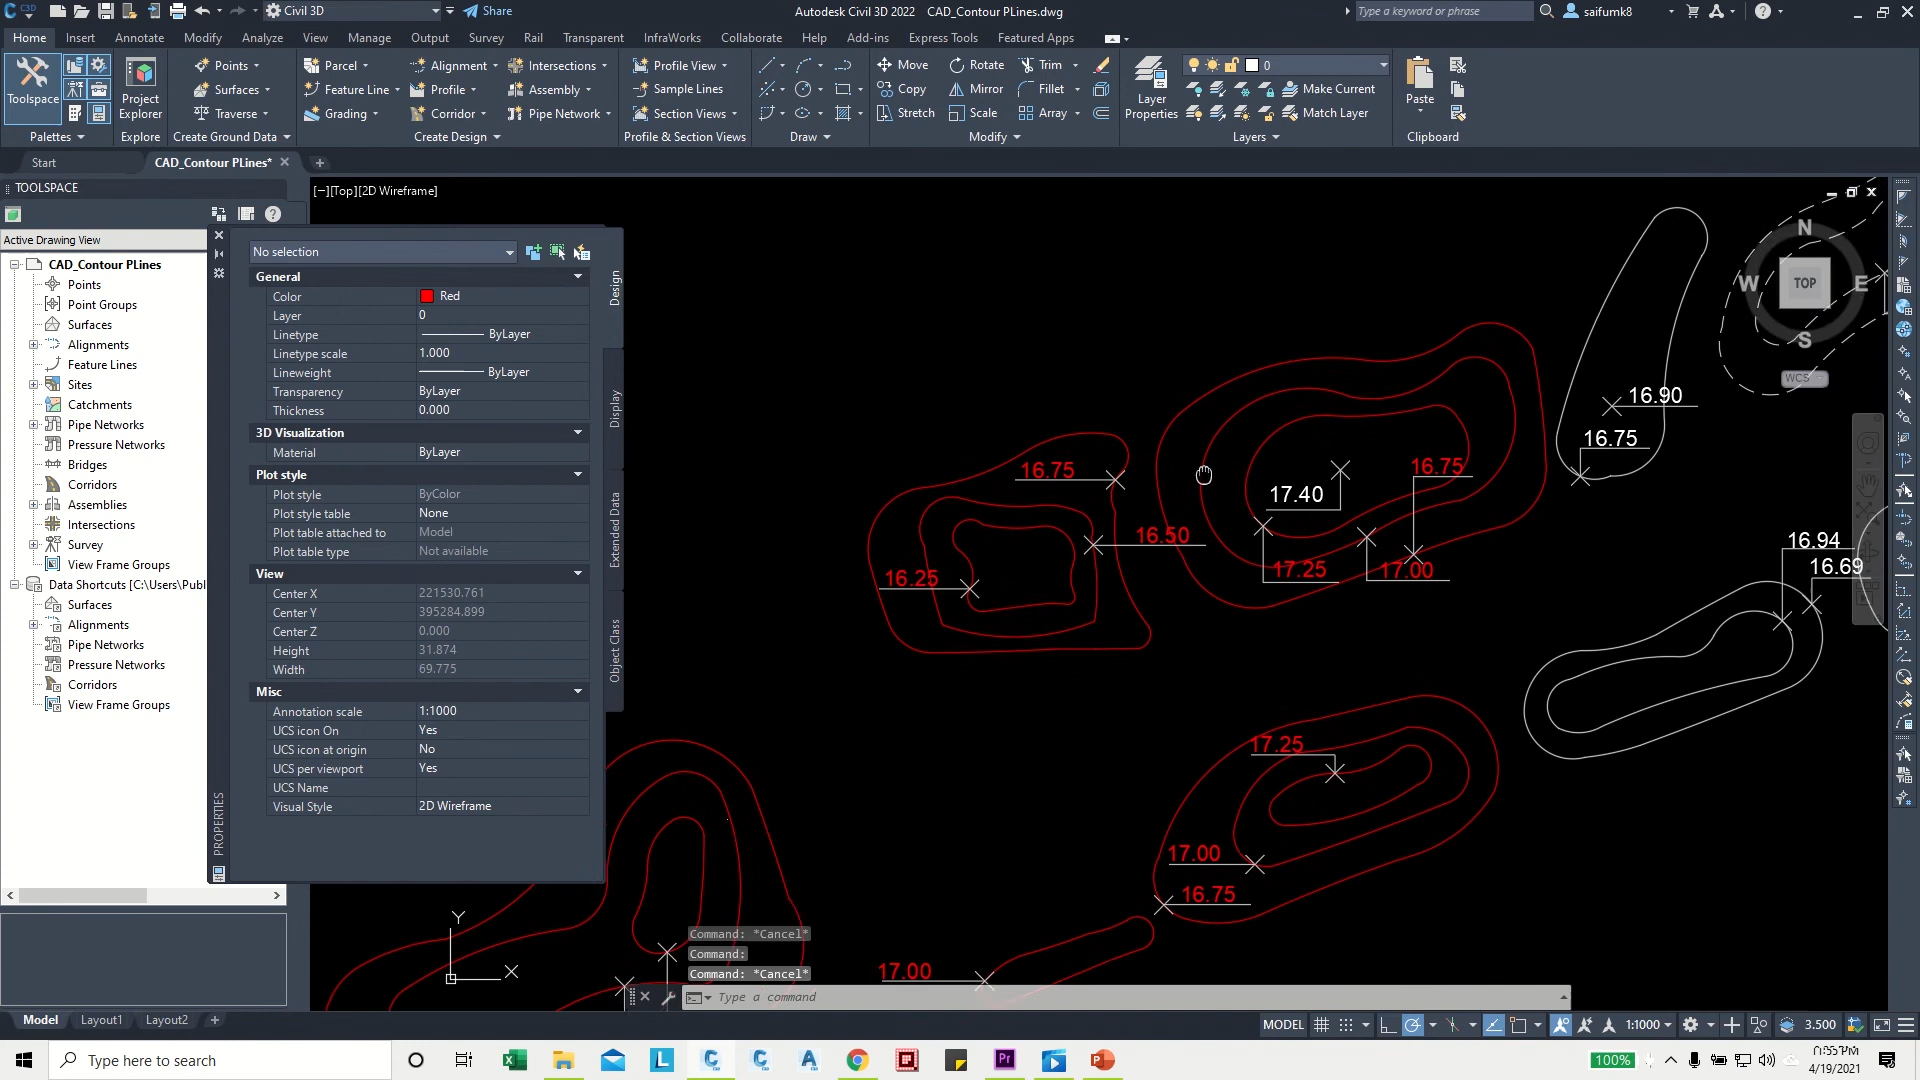 Civil 3D
Share
Autodesk Civil 3D 2022 CAD_Contour PLines.dwg
Type a keyword or phrase
saifumk8
Home Insert Annotate Modify Analyze View Manage Output Survey Rail Transparent InfraWorks Collaborate Help Add-ins Express Tools Featured Apps
Toolspace
Project Explorer
Points
Surfaces
Traverse
Parcel
Feature Line
Grading
Alignment
Profile
Corridor
Intersections
Assembly
Pipe Network
Profile View
Sample Lines
Section Views
Move
Copy
Stretch
Rotate
Mirror
Scale
Trim
Fillet
Array
Layer Properties
0
Make Current
Match Layer
Paste
Palettes
Explore
Create Ground Data
Create Design
Profile & Section Views
Draw
Modify
Layers
Clipboard
Start
CAD_Contour PLines*
TOOLSPACE
Active Drawing View
CAD_Contour PLines
Points
Point Groups
Surfaces
Alignments
Feature Lines
Sites
Catchments
Pipe Networks
Pressure Networks
Bridges
Corridors
Assemblies
Intersections
Survey
View Frame Groups
Data Shortcuts [C:\Users\Publ
Surfaces
Alignments
Pipe Networks
Pressure Networks
Corridors
View Frame Groups
No selection
General
Color Red
Layer 0
Linetype ByLayer
Linetype scale 1.000
Lineweight ByLayer
Transparency ByLayer
Thickness 0.000
3D Visualization
Material ByLayer
Plot style
Plot style ByColor
Plot style table None
Plot table attached to Model
Plot table type Not available
View
Center X 221530.761
Center Y 395284.899
Center Z 0.000
Height 31.874
Width 69.775
Misc
Annotation scale 1:1000
UCS icon On Yes
UCS icon at origin No
UCS per viewport Yes
UCS Name
Visual Style 2D Wireframe
PROPERTIES
Design
Display
Extended Data
Object Class
[−][Top][2D Wireframe]
N
W TOP E
S
WCS
16.90
16.75
16.75
16.75
17.40
16.50
16.94
16.69
16.25
17.25
17.00
17.25
17.00
16.75
17.00
Y
X
Command: *Cancel*
Command:
Command: *Cancel*
Type a command
Model Layout1 Layout2
MODEL
1:1000
3.500
Type here to search
100%
4/19/2021